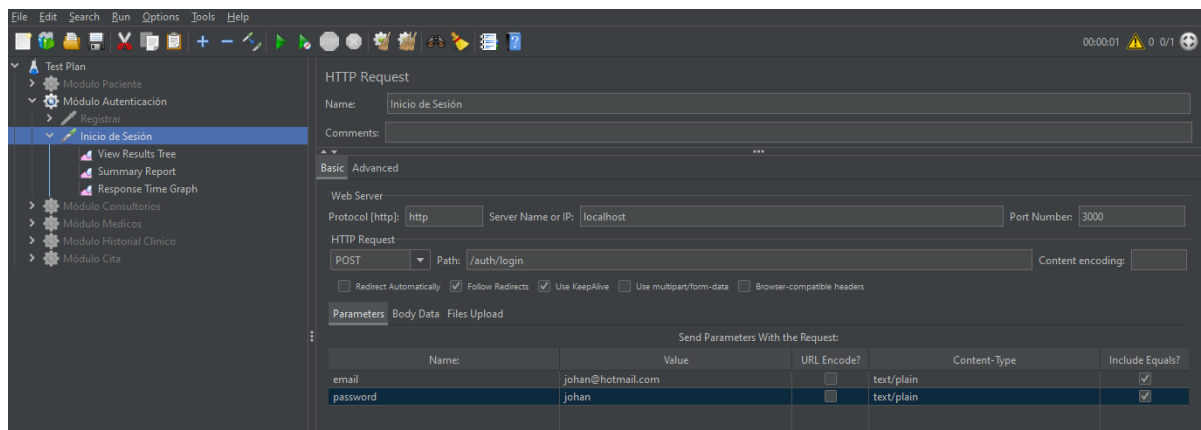 File Edit Search Run Options Tools Help
00:00:01 0 0/1
Test Plan
Modulo Paciente
Módulo Autenticación
Registrar
Inicio de Sesión
View Results Tree
Summary Report
Response Time Graph
Módulo Consultorios
Módulo Medicos
Modulo Historial Clinico
Módulo Cita
HTTP Request
Name: Inicio de Sesión
Comments:
Basic Advanced
Web Server
Protocol [http]: http Server Name or IP: localhost Port Number: 3000
HTTP Request
POST Path: /auth/login Content encoding:
Redirect Automatically Follow Redirects Use KeepAlive Use multipart/form-data Browser-compatible headers
Parameters Body Data Files Upload
Send Parameters With the Request:
Name: Value URL Encode? Content-Type Include Equals?
email johan@hotmail.com text/plain
password johan text/plain